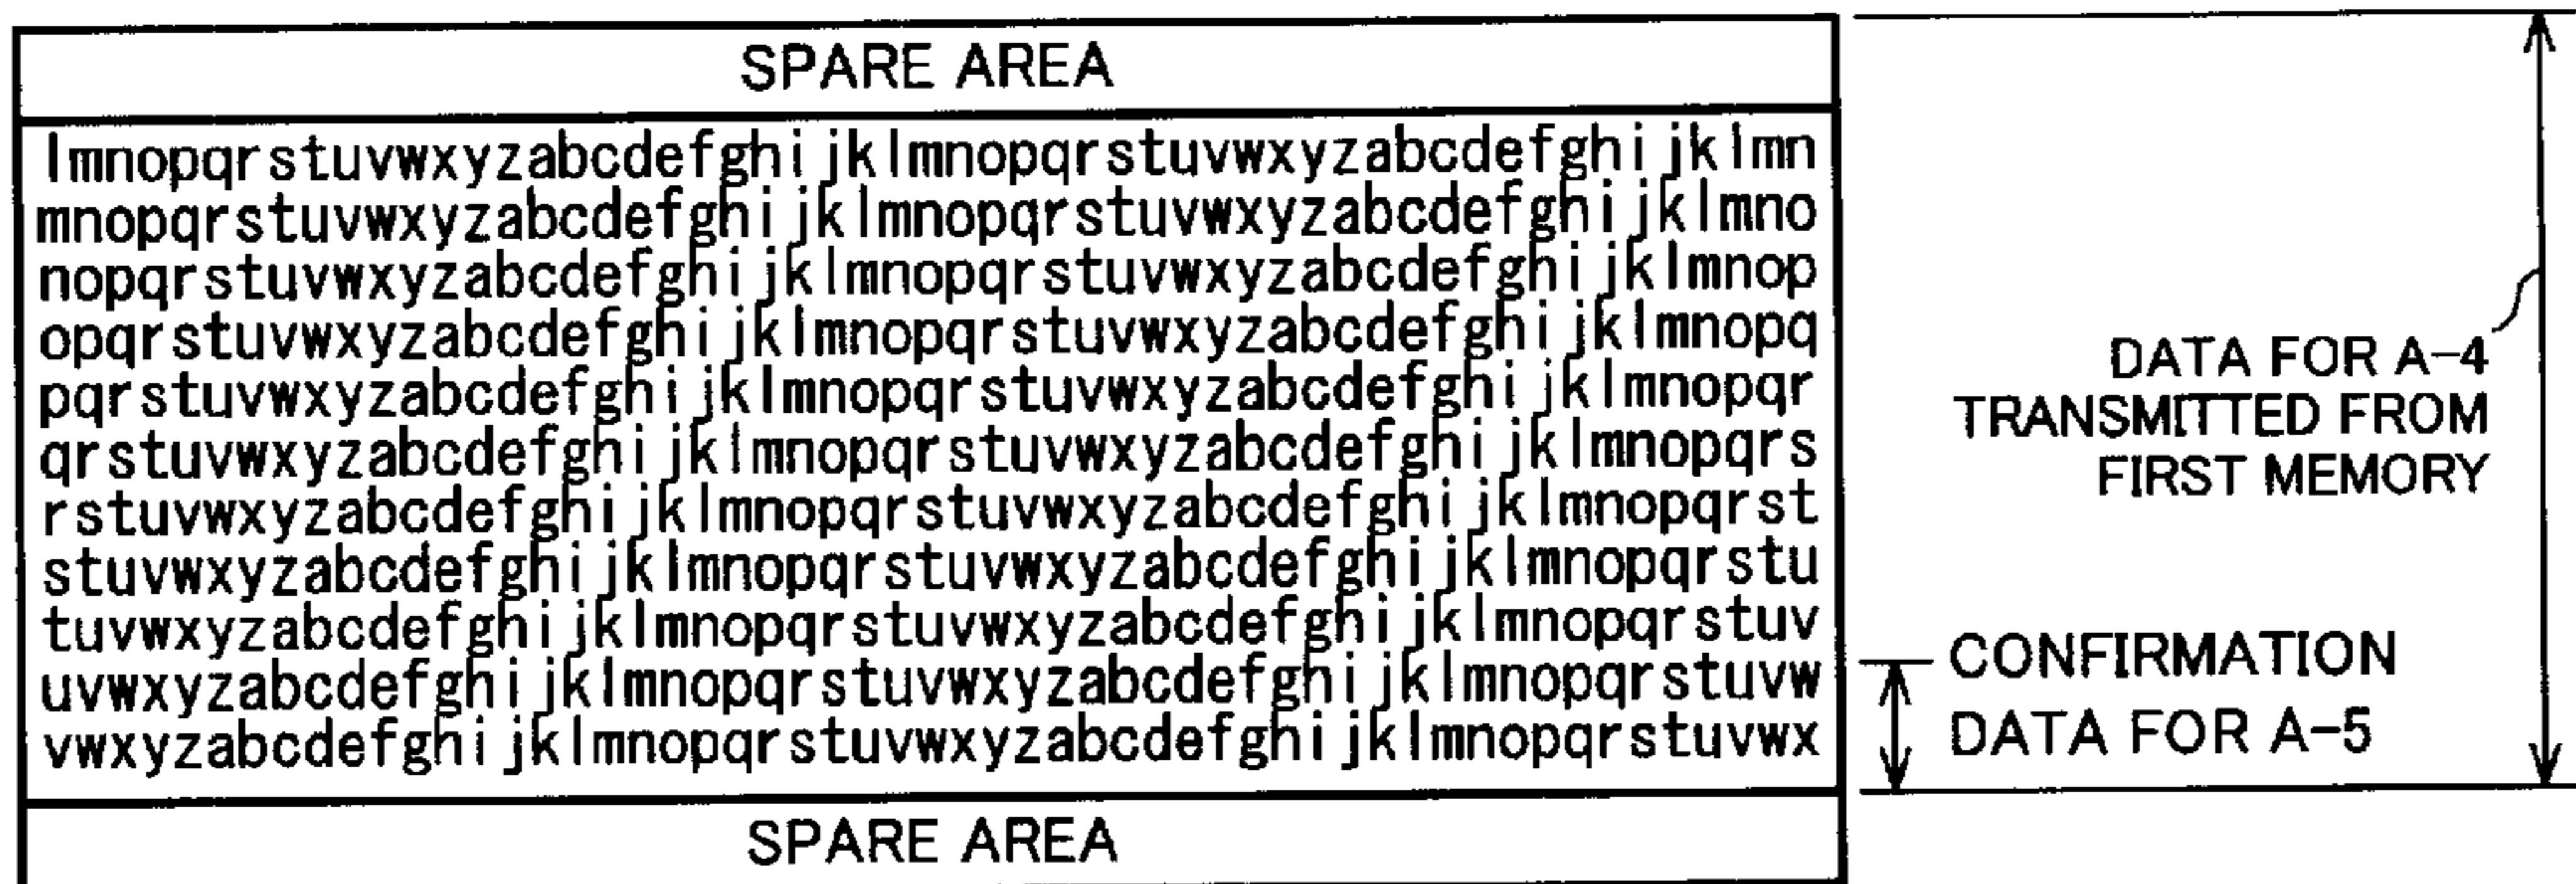 SPARE AREA
lmnopqrstuvwxyzabcdefghijklmnopqrstuvwxyzabcdefghijklmn
mnopqrstuvwxyzabcdefghijklmnopqrstuvwxyzabcdefghijklmno
nopqrstuvwxyzabcdefghijklmnopqrstuvwxyzabcdefghijklmnop
opqrstuvwxyzabcdefghijklmnopqrstuvwxyzabcdefghijklmnopq
pqrstuvwxyzabcdefghijklmnopqrstuvwxyzabcdefghijklmnopqr
qrstuvwxyzabcdefghijklmnopqrstuvwxyzabcdefghijklmnopqrs
rstuvwxyzabcdefghijklmnopqrstuvwxyzabcdefghijklmnopqrst
stuvwxyzabcdefghijklmnopqrstuvwxyzabcdefghijklmnopqrstu
tuvwxyzabcdefghijklmnopqrstuvwxyzabcdefghijklmnopqrstuv
uvwxyzabcdefghijklmnopqrstuvwxyzabcdefghijklmnopqrstuvw
vwxyzabcdefghijklmnopqrstuvwxyzabcdefghijklmnopqrstuvwx
SPARE AREA
DATA FOR A-4
TRANSMITTED FROM
FIRST MEMORY
CONFIRMATION
DATA FOR A-5